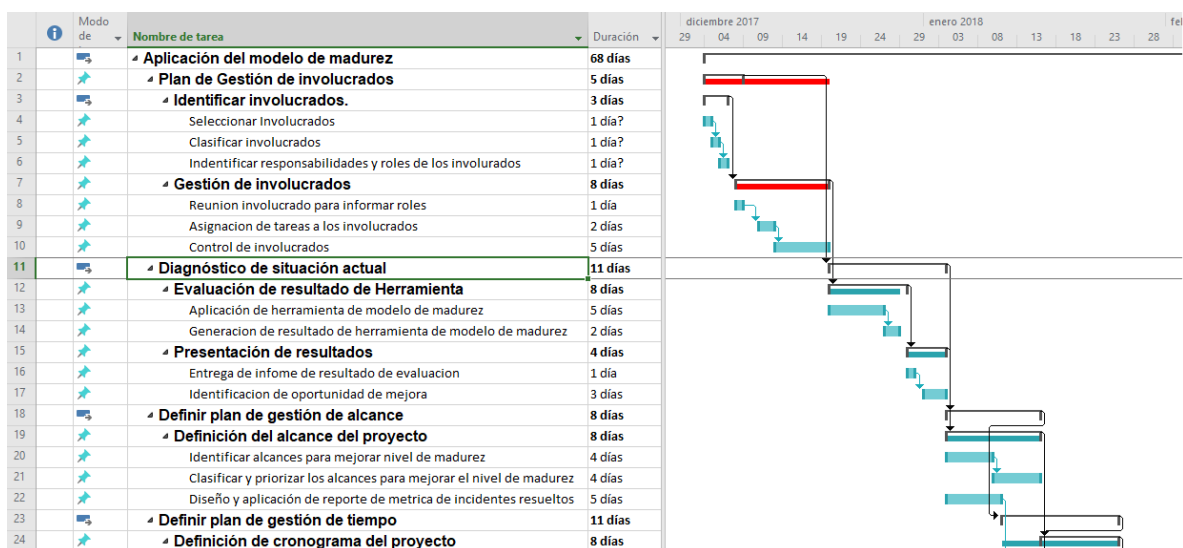 Modo
de
Nombre de tarea
Duración
diciembre 2017
enero 2018
fel
29 04 09 14 19 24 29 03 08 13 18 23 28
1 Aplicación del modelo de madurez 68 días
2 Plan de Gestión de involucrados 5 días
3 Identificar involucrados. 3 días
4 Seleccionar Involucrados 1 día?
5 Clasificar involucrados 1 día?
6 Indentificar responsabilidades y roles de los involurados 1 día?
7 Gestión de involucrados 8 días
8 Reunion involucrado para informar roles 1 día
9 Asignacion de tareas a los involucrados 2 días
10 Control de involucrados 5 días
11 Diagnóstico de situación actual 11 días
12 Evaluación de resultado de Herramienta 8 días
13 Aplicación de herramienta de modelo de madurez 5 días
14 Generacion de resultado de herramienta de modelo de madurez 2 días
15 Presentación de resultados 4 días
16 Entrega de infome de resultado de evaluacion 1 día
17 Identificacion de oportunidad de mejora 3 días
18 Definir plan de gestión de alcance 8 días
19 Definición del alcance del proyecto 8 días
20 Identificar alcances para mejorar nivel de madurez 4 días
21 Clasificar y priorizar los alcances para mejorar el nivel de madurez 4 días
22 Diseño y aplicación de reporte de metrica de incidentes resueltos 5 días
23 Definir plan de gestión de tiempo 11 días
24 Definición de cronograma del proyecto 8 días